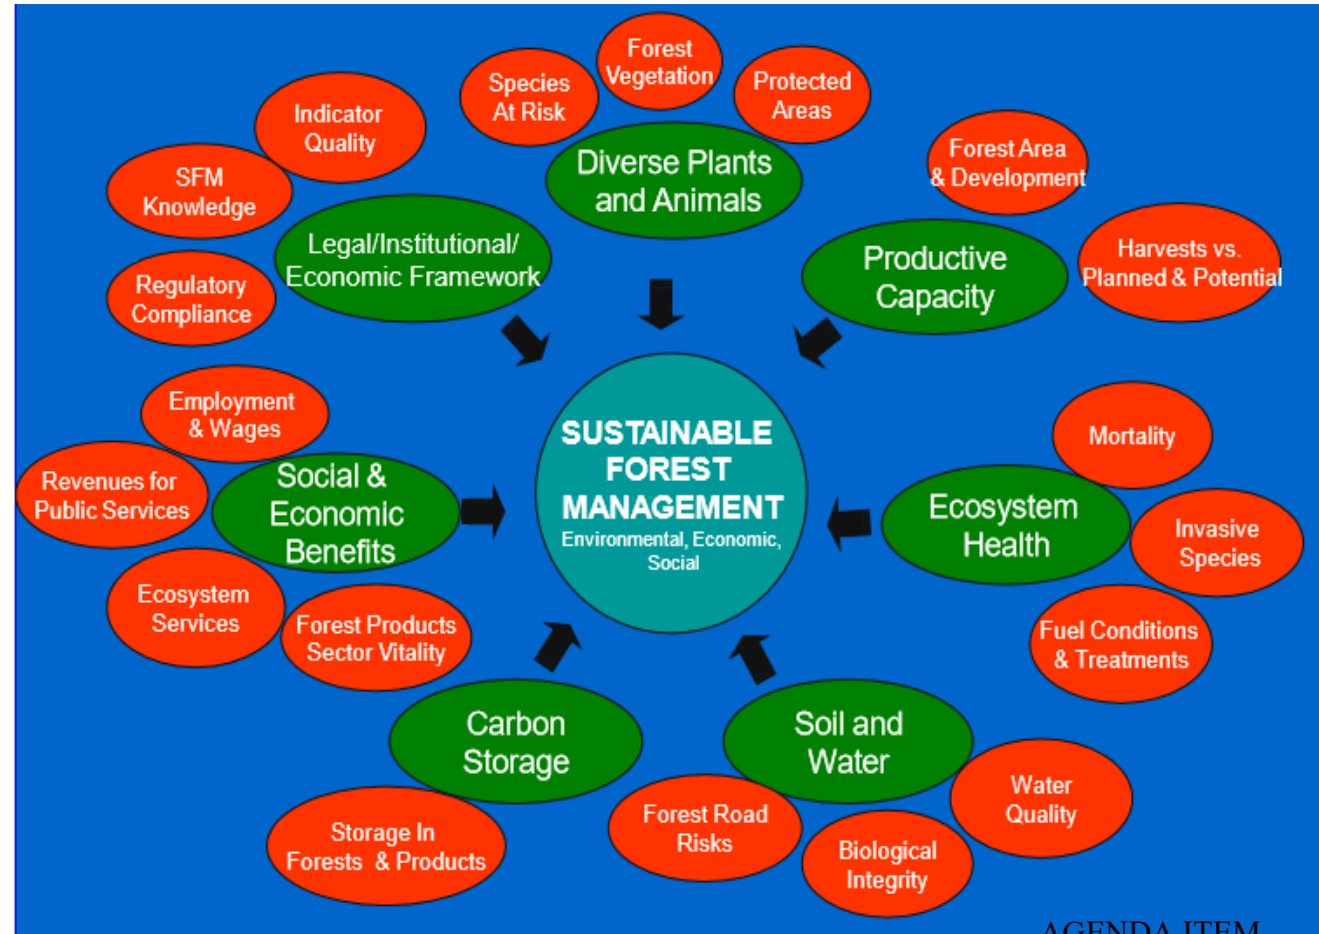 Forest
Vegetation
Species
At Risk
Protected
Areas
Diverse Plants
and Animals
Indicator
Quality
SFM
Knowledge
Regulatory
Compliance
Legal/Institutional/
Economic Framework
Forest Area
& Development
Harvests vs.
Planned & Potential
Productive
Capacity
SUSTAINABLE
FOREST
MANAGEMENT
Environmental, Economic,
Social
Employment
& Wages
Revenues for
Public Services
Social &
Economic
Benefits
Ecosystem
Services
Forest Products
Sector Vitality
Mortality
Ecosystem
Health
Invasive
Species
Fuel Conditions
& Treatments
Carbon
Storage
Storage In
Forests & Products
Soil and
Water
Forest Road
Risks
Biological
Integrity
Water
Quality
AGENDA ITEM